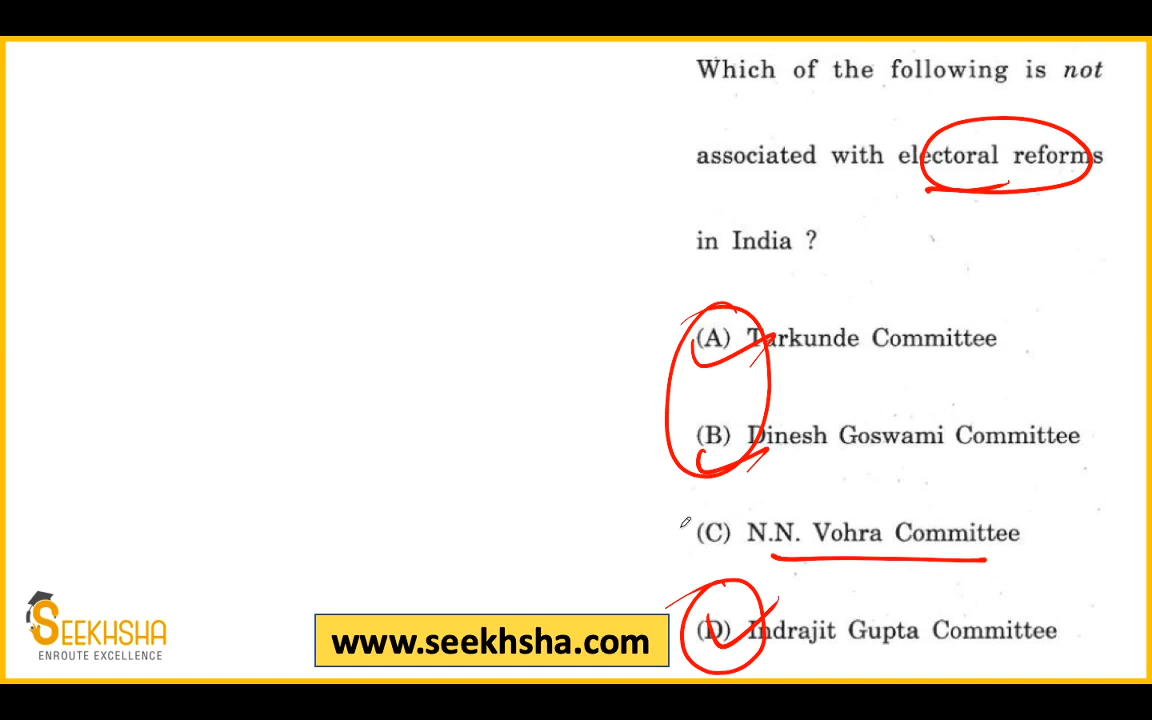 Which of the following is not
associated with electoral reforms
in India ?
(A) Tarkunde Committee
(B) Dinesh Goswami Committee
(C) N.N. Vohra Committee
(D) Indrajit Gupta Committee
SEEKHSHA
ENROUTE EXCELLENCE
www.seekhsha.com